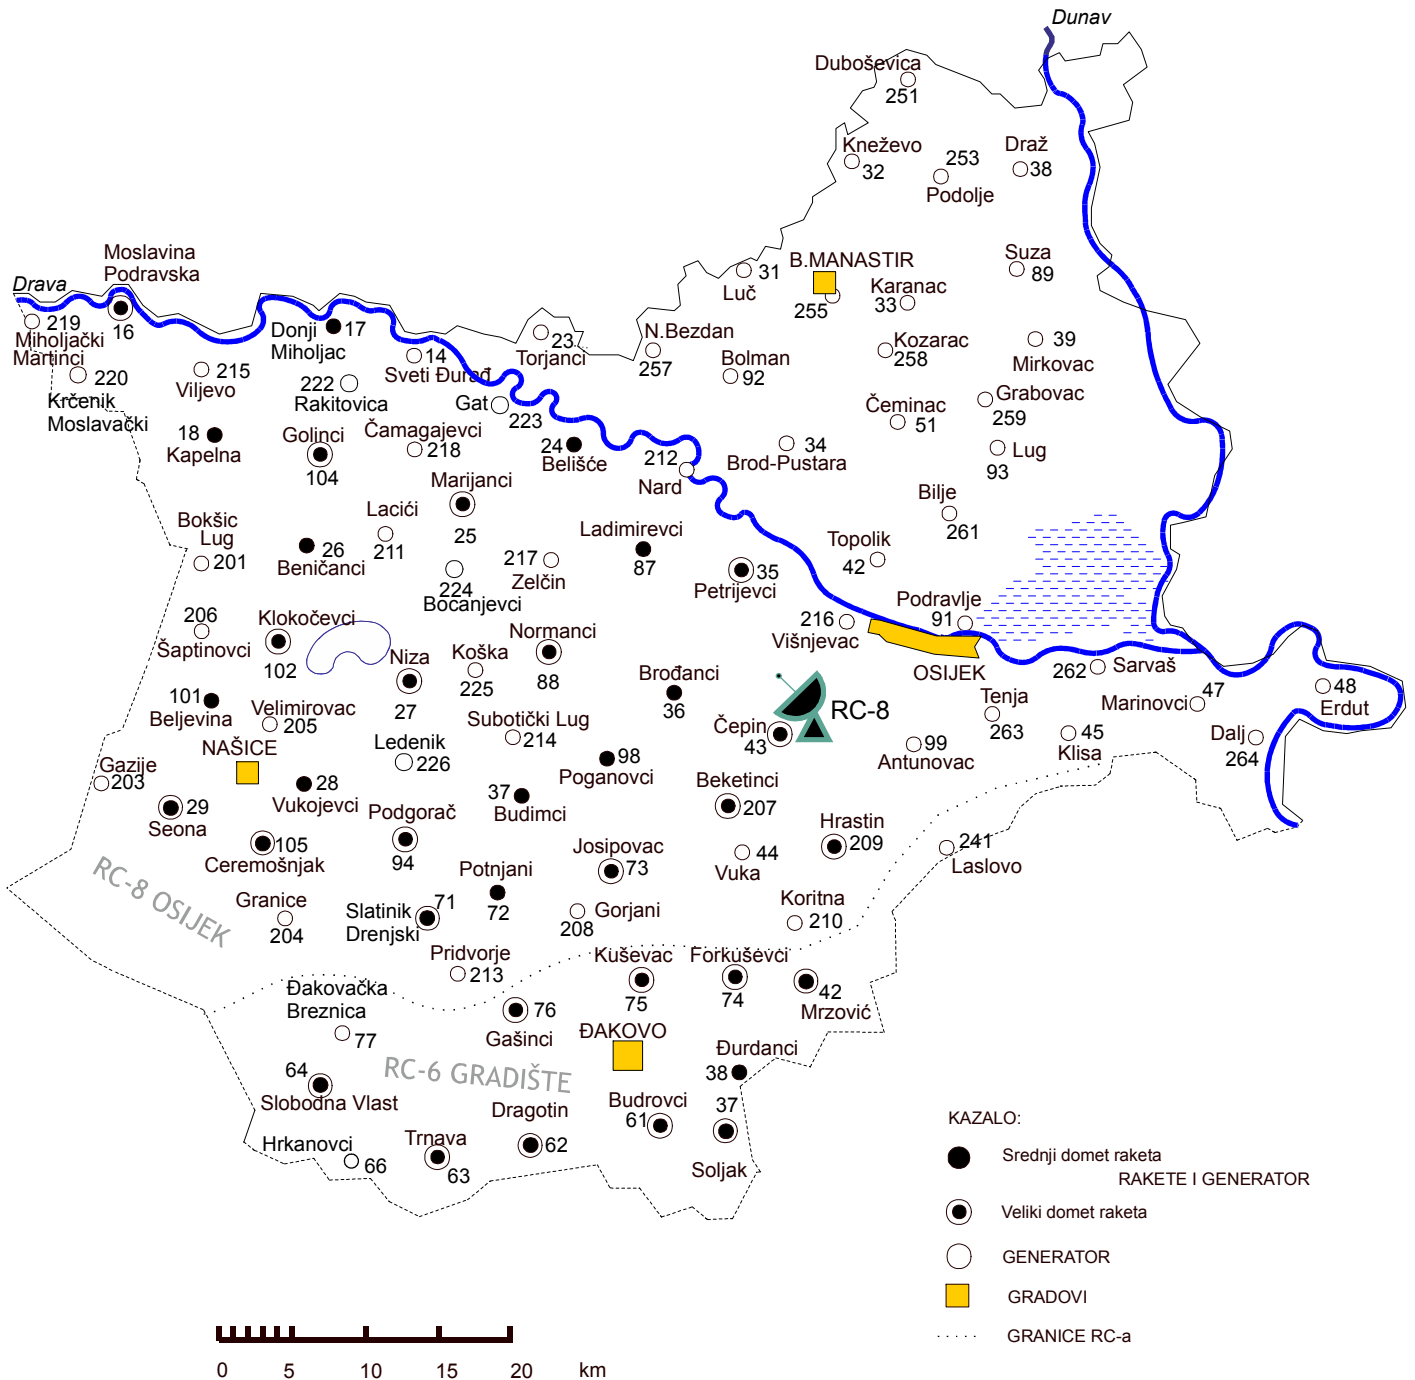 Dunav
Duboševica
251
Kneževo
32
253
Podolje
Draž
38
Moslavina
Podravska
16
Drava
219
Miholjački
Martinci
220
Krčenik
Moslavački
Viljevo
215
Donji
Miholjac
17
14
Sveti Đurađ
222
Rakitovica
23
Torjanci
N.Bezdan
257
Luč
31
B.MANASTIR
255
Karanac
33
Suza
89
Bolman
92
Kozarac
258
39
Mirkovac
Grabovac
259
Čeminac
51
Lug
93
Gat
223
18
Kapelna
Golinci
104
Čamagajevci
218
24
Belišće
212
Nard
34
Brod-Pustara
Marijanci
25
Bilje
261
Bokšic
Lug
201
26
Beničanci
Lacići
211
224
Bocanjevci
217
Zelčin
Ladimirevci
87
35
Petrijevci
Topolik
42
206
Šaptinovci
Klokočevci
102
Niza
27
Koška
225
Normanci
88
Brođanci
36
216
Višnjevac
Podravlje
91
OSIJEK
262
Sarvaš
Marinovci
47
48
Erdut
101
Beljevina
Velimirovac
205
Subotički Lug
214
RC-8
Čepin
43
Tenja
263
99
Antunovac
45
Klisa
Dalj
264
NAŠICE
Gazije
203
Ledenik
226
98
Poganovci
28
Vukojevci
37
Budimci
Beketinci
207
29
Seona
105
Ceremošnjak
Podgorač
94
Josipovac
73
44
Vuka
Hrastin
209
241
Laslovo
RC-8 OSIJEK
Granice
204
Potnjani
72
Slatinik
Drenjski
71
Gorjani
208
Koritna
210
Pridvorje
213
Kuševac
75
Forkuševci
74
42
Mrzović
Đakovačka
Breznica
77
76
Gašinci
ĐAKOVO
RC-6 GRADIŠTE
Đurdanci
38
64
Slobodna Vlast
Dragotin
62
Budrovci
61
37
Soljak
Hrkanovci
66
Trnava
63
KAZALO:
Srednji domet raketa
RAKETE I GENERATOR
Veliki domet raketa
GENERATOR
GRADOVI
GRANICE RC-a
0 5 10 15 20 km